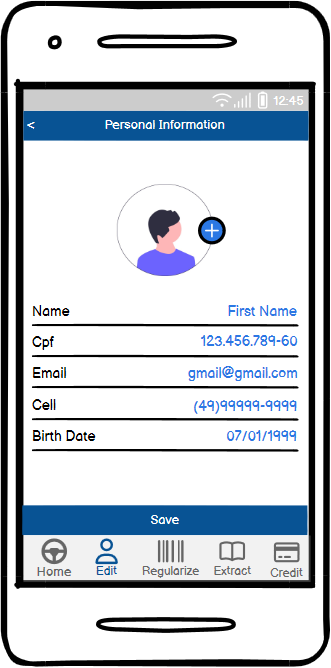 12:45
< Personal Information
Name First Name
Cpf 123.456.789-60
Email gmail@gmail.com
Cell (49)99999-9999
Birth Date 07/01/1999
Save
Home Edit Regularize Extract Credit